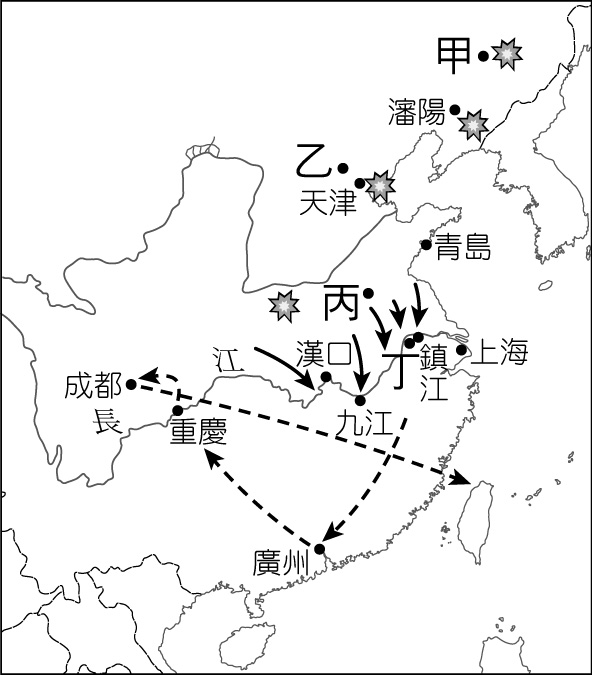 甲
瀋陽
乙
天津
青島
丙
江
漢口
丁
鎮
江
上海
成都
長
重慶
九江
廣州